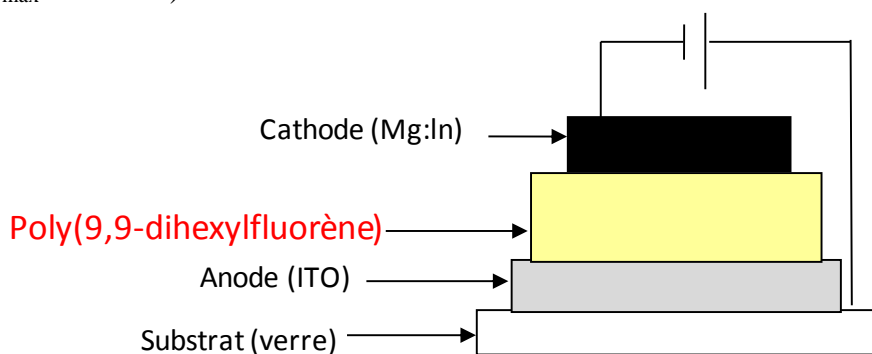 Cathode (Mg:In)
Poly(9,9-dihexylfluorène)
Anode (ITO)
Substrat (verre)